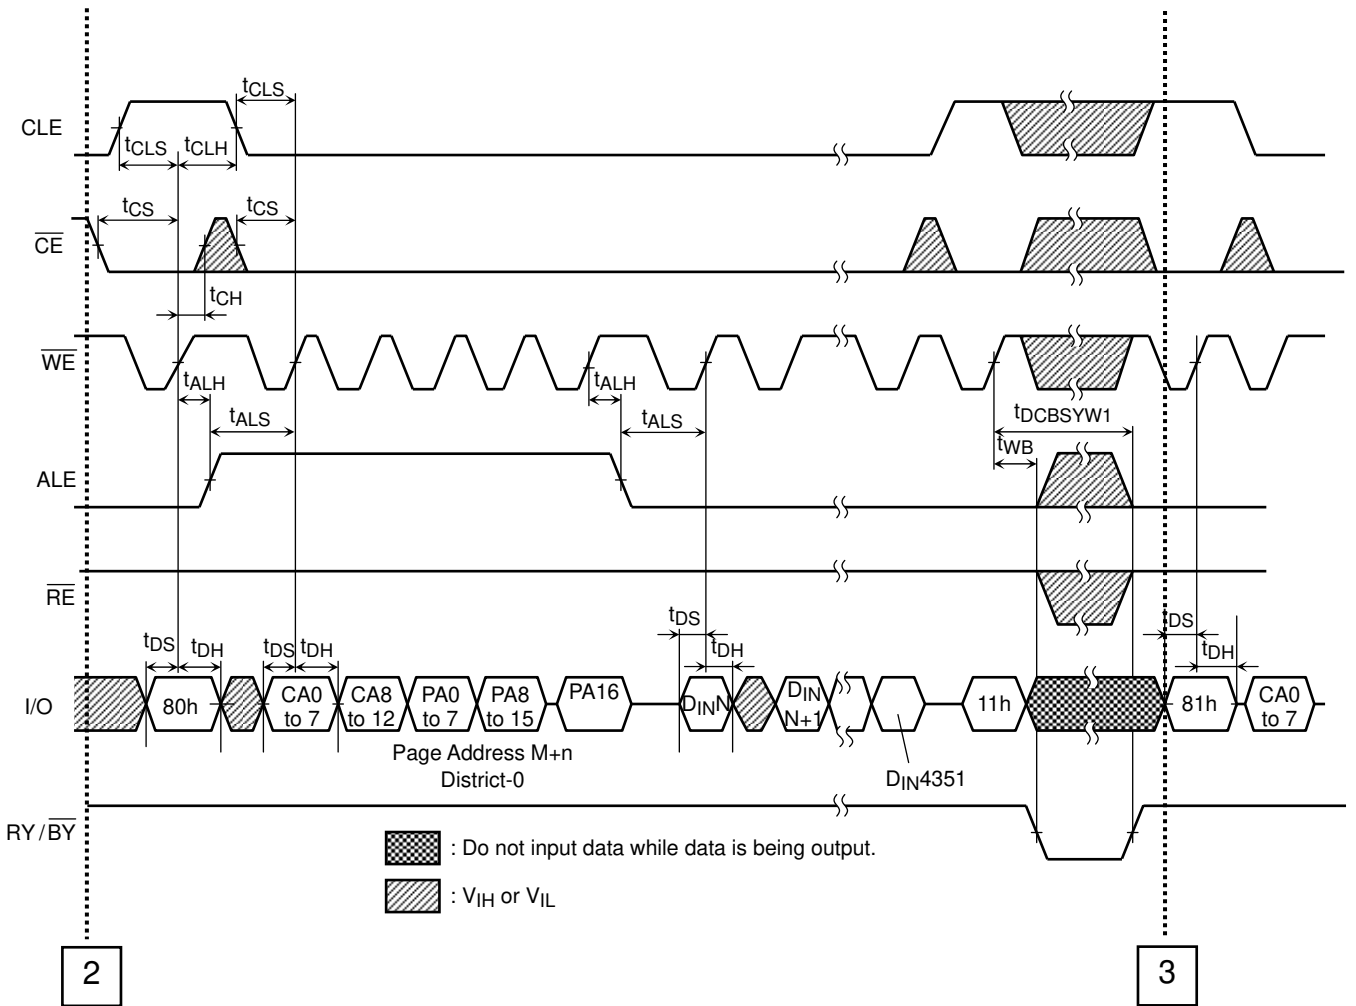 tCLS
CLE
tCLS
tCLH
tCS
tCS
CE
tCH
WE
tALH
tALH
tALS
tALS
tDCBSYW1
tWB
ALE
RE
tDS
tDH
tDS
tDH
tDS
tDH
tDS
tDH
I/O
80h
CA0 to 7
CA8 to 12
PA0 to 7
PA8 to 15
PA16
DINN
DIN N+1
11h
81h
CA0 to 7
Page Address M+n
District-0
DIN4351
RY/BY
: Do not input data while data is being output.
: VIH or VIL
2
3